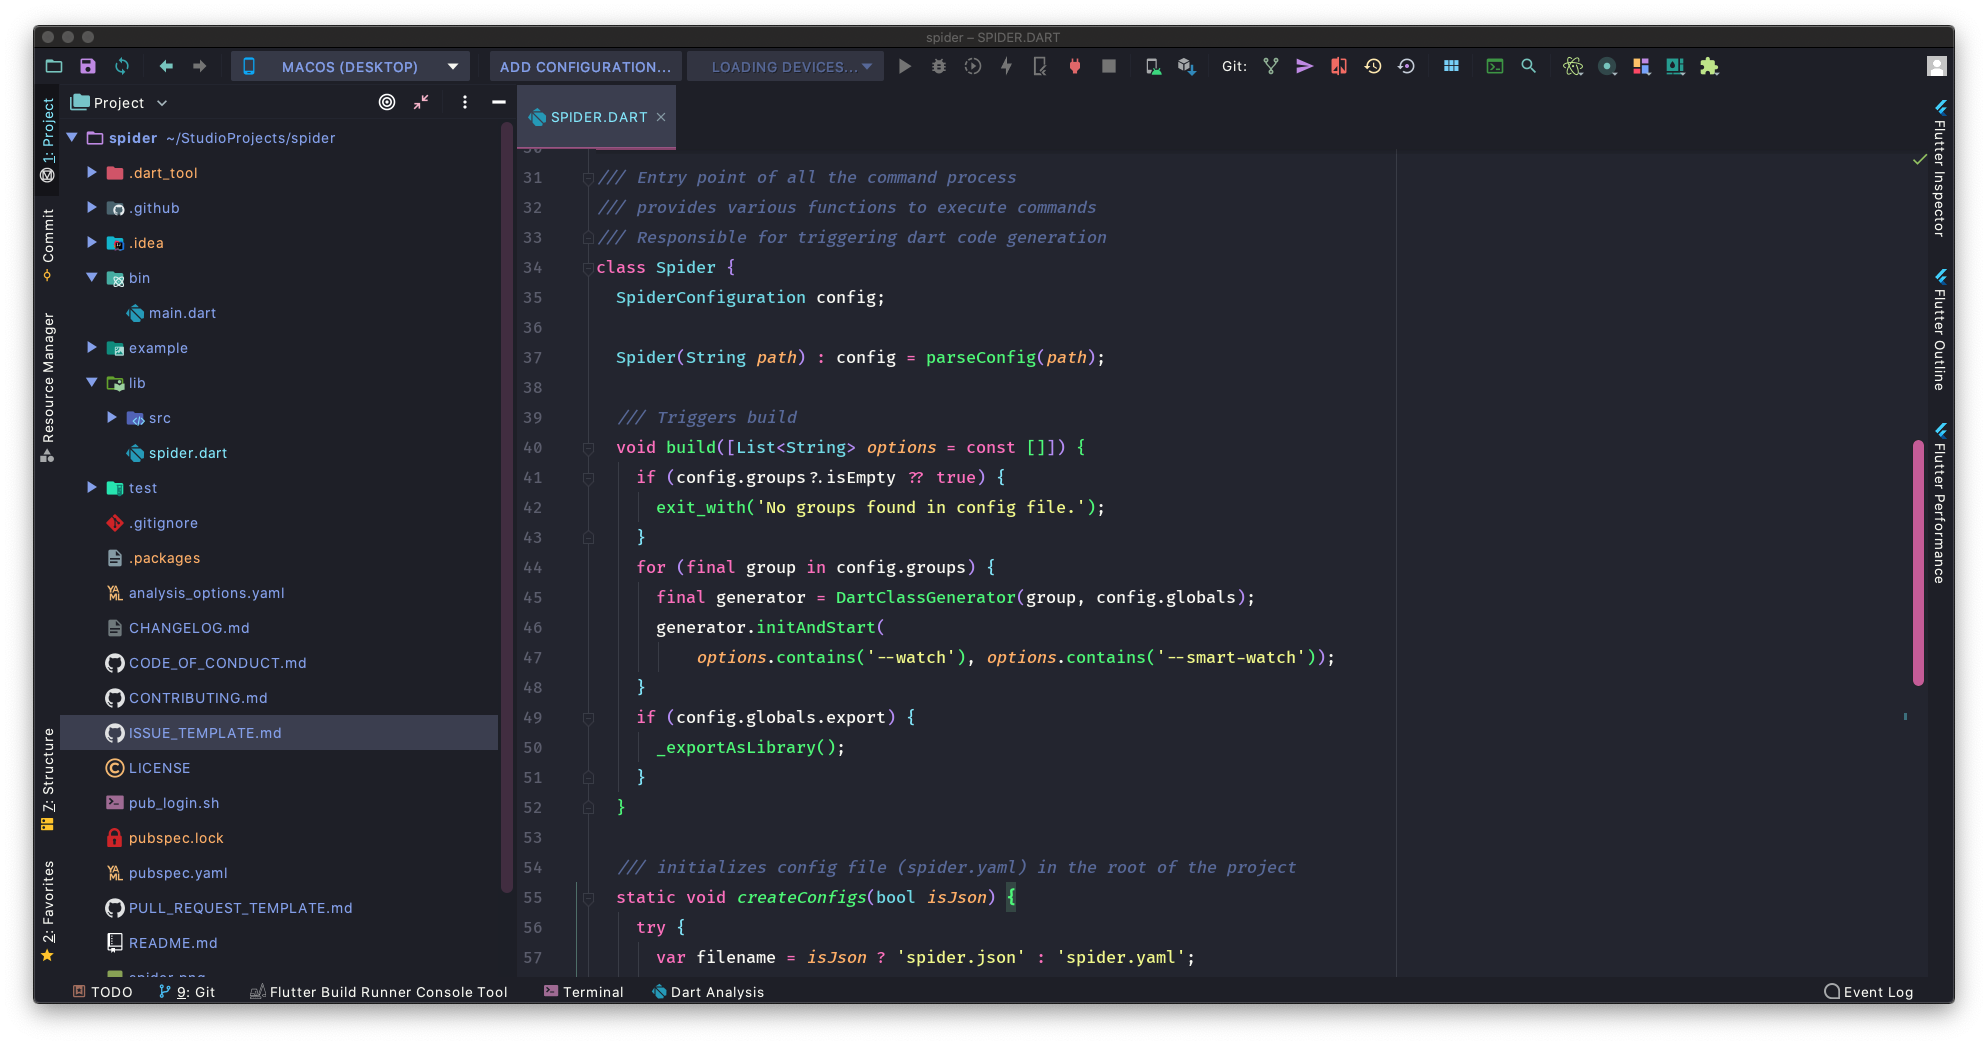 spider – SPIDER.DART
MACOS (DESKTOP)
ADD CONFIGURATION...
LOADING DEVICES...
Git:
1: Project
Commit
Resource Manager
7: Structure
2: Favorites
Project
spider ~/StudioProjects/spider
.dart_tool
.github
.idea
bin
main.dart
example
lib
src
spider.dart
test
.gitignore
.packages
analysis_options.yaml
CHANGELOG.md
CODE_OF_CONDUCT.md
CONTRIBUTING.md
ISSUE_TEMPLATE.md
LICENSE
pub_login.sh
pubspec.lock
pubspec.yaml
PULL_REQUEST_TEMPLATE.md
README.md
spider.png
SPIDER.DART
30
31 /// Entry point of all the command process
32 /// provides various functions to execute commands
33 /// Responsible for triggering dart code generation
34 class Spider {
35 SpiderConfiguration config;
36
37 Spider(String path) : config = parseConfig(path);
38
39 /// Triggers build
40 void build([List<String> options = const []]) {
41 if (config.groups?.isEmpty ?? true) {
42 exit_with('No groups found in config file.');
43 }
44 for (final group in config.groups) {
45 final generator = DartClassGenerator(group, config.globals);
46 generator.initAndStart(
47 options.contains('--watch'), options.contains('--smart-watch'));
48 }
49 if (config.globals.export) {
50 _exportAsLibrary();
51 }
52 }
53
54 /// initializes config file (spider.yaml) in the root of the project
55 static void createConfigs(bool isJson) {
56 try {
57 var filename = isJson ? 'spider.json' : 'spider.yaml';
Flutter Inspector
Flutter Outline
Flutter Performance
TODO
9: Git
Flutter Build Runner Console Tool
Terminal
Dart Analysis
Event Log